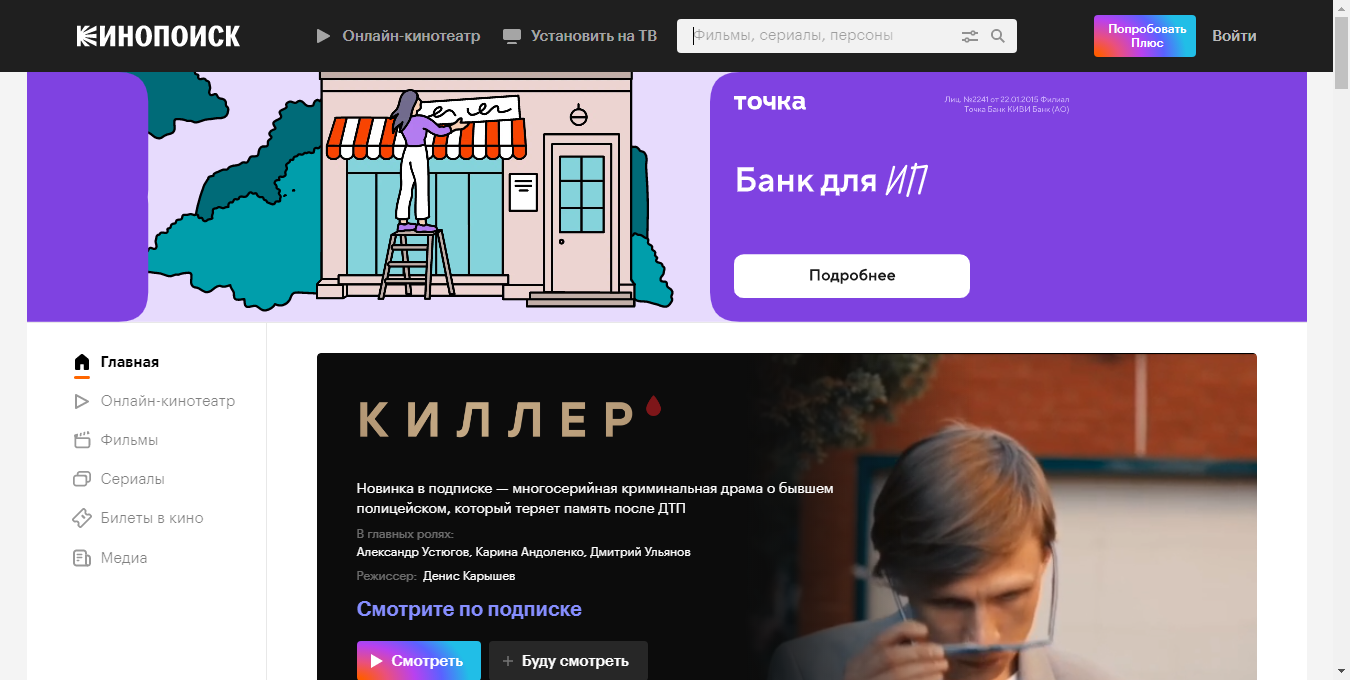 КИНОПОИСК
Онлайн-кинотеатр
Установить на ТВ
Фильмы, сериалы, персоны
Попробовать
Плюс
Войти
точка
Лиц. №2241 от 22.01.2015 Филиал
Точка Банк КИВИ Банк (АО)
Банк для ИП
Подробнее
Главная
Онлайн-кинотеатр
Фильмы
Сериалы
Билеты в кино
Медиа
КИЛЛЕР
Новинка в подписке — многосерийная криминальная драма о бывшем
полицейском, который теряет память после ДТП
В главных ролях:
Александр Устюгов, Карина Андоленко, Дмитрий Ульянов
Режиссер: Денис Карышев
Смотрите по подписке
Смотреть
+ Буду смотреть